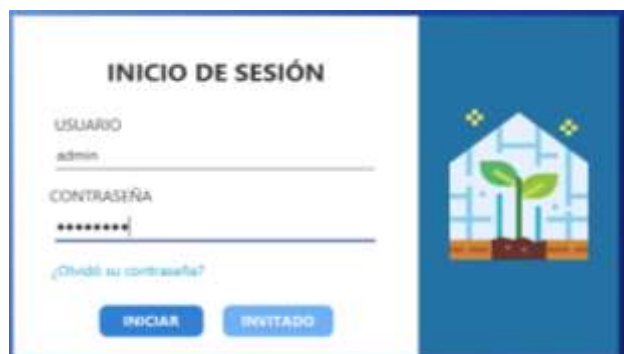 INICIO DE SESIÓN
USUARIO
admin
CONTRASEÑA
••••••••
¿Olvidó su contraseña?
INICIAR INVITADO